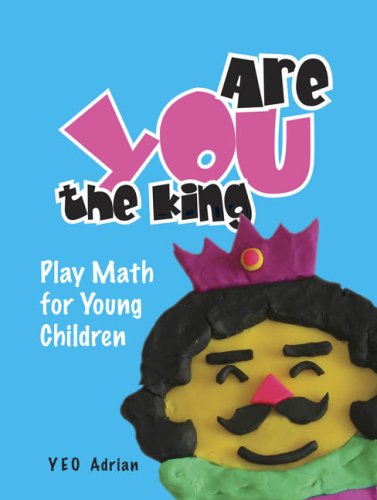 Are
YOU
the king
Play Math
for Young
Children
YEO Adrian